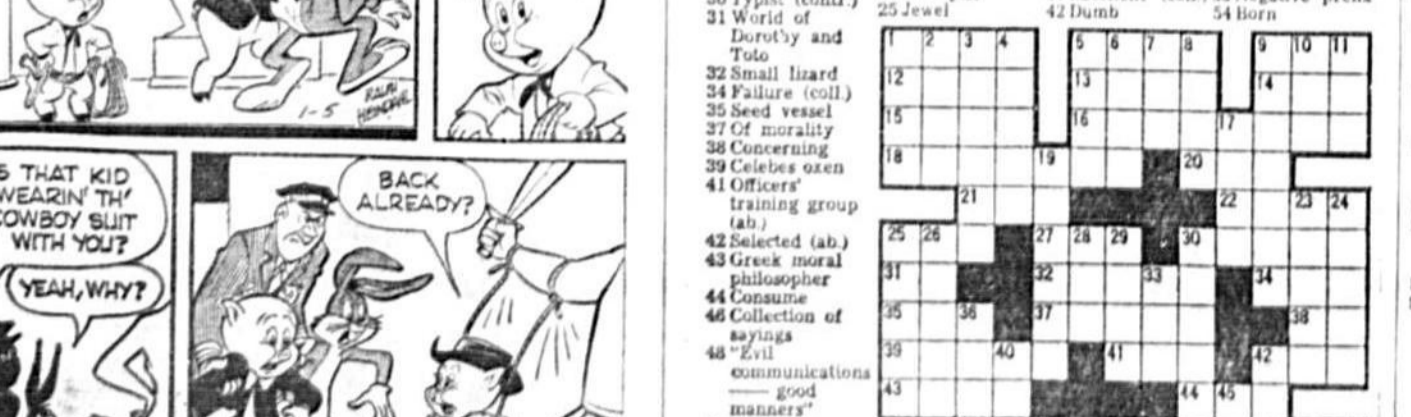 1-5
RALPH
THAT KID
WEARIN' TH'
COWBOY SUIT
WITH YOU?
YEAH, WHY?
BACK
ALREADY?
31 World of
Dorothy and
Toto
32 Small lizard
34 Failure (coll.)
35 Seed vessel
37 Of morality
38 Concerning
39 Celebes oxen
41 Officers'
training group
(ab.)
42 Selected (ab.)
43 Greek moral
philosopher
44 Consume
46 Collection of
sayings
48 "Evil
communications
—— good
manners"
25 Jewel
42 Dumb
54 Born
1 2 3 4 5 6 7 8 9 10 11
12 13 14
15 16 17
18 19 20
21 22 23 24
25 26 27 28 29 30
31 32 33 34
35 36 37 38
39 40 41 42
43 44 45